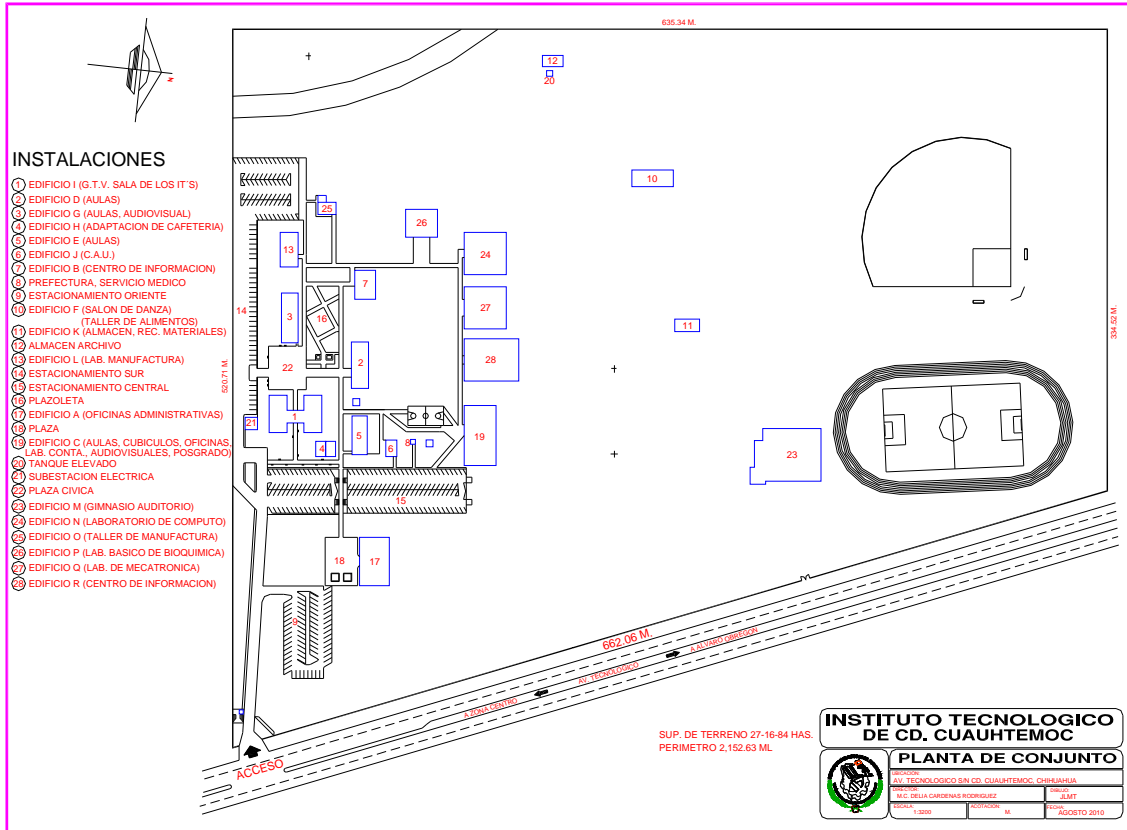 635.34 M.
N
12
20
INSTALACIONES
1 EDIFICIO I (G.T.V. SALA DE LOS IT´S)
2 EDIFICIO D (AULAS)
3 EDIFICIO G (AULAS, AUDIOVISUAL)
4 EDIFICIO H (ADAPTACION DE CAFETERIA)
5 EDIFICIO E (AULAS)
6 EDIFICIO J (C.A.U.)
7 EDIFICIO B (CENTRO DE INFORMACION)
8 PREFECTURA, SERVICIO MEDICO
9 ESTACIONAMIENTO ORIENTE
10 EDIFICIO F (SALON DE DANZA)
(TALLER DE ALIMENTOS)
11 EDIFICIO K (ALMACEN, REC. MATERIALES)
12 ALMACEN ARCHIVO
13 EDIFICIO L (LAB. MANUFACTURA)
14 ESTACIONAMIENTO SUR
15 ESTACIONAMIENTO CENTRAL
16 PLAZOLETA
17 EDIFICIO A (OFICINAS ADMINISTRATIVAS)
18 PLAZA
19 EDIFICIO C (AULAS, CUBICULOS, OFICINAS,
LAB. CONTA., AUDIOVISUALES, POSGRADO)
20 TANQUE ELEVADO
21 SUBESTACION ELECTRICA
22 PLAZA CIVICA
23 EDIFICIO M (GIMNASIO AUDITORIO)
24 EDIFICIO N (LABORATORIO DE COMPUTO)
25 EDIFICIO O (TALLER DE MANUFACTURA)
26 EDIFICIO P (LAB. BASICO DE BIOQUIMICA)
27 EDIFICIO Q (LAB. DE MECATRONICA)
28 EDIFICIO R (CENTRO DE INFORMACION)
10
25
26
13
24
7
14
3
16
27
11
334.52 M.
520.71 M.
22
2
28
21
1
4
5
6
8
19
23
15
18
17
9
662.06 M.
A ALVARO OBREGON
AV. TECNOLOGICO
A ZONA CENTRO
ACCESO
SUP. DE TERRENO 27-16-84 HAS.
PERIMETRO 2,152.63 ML
INSTITUTO TECNOLOGICO
DE CD. CUAUHTEMOC
PLANTA DE CONJUNTO
UBICACIÓN:
AV. TECNOLOGICO S/N CD. CUAUHTEMOC, CHIHUAHUA
DIRECTOR:
M.C. DELIA CARDENAS RODRIGUEZ
DIBUJO:
JLMT
ESCALA:
1:3200
ACOTACIÓN:
M.
FECHA:
AGOSTO 2010